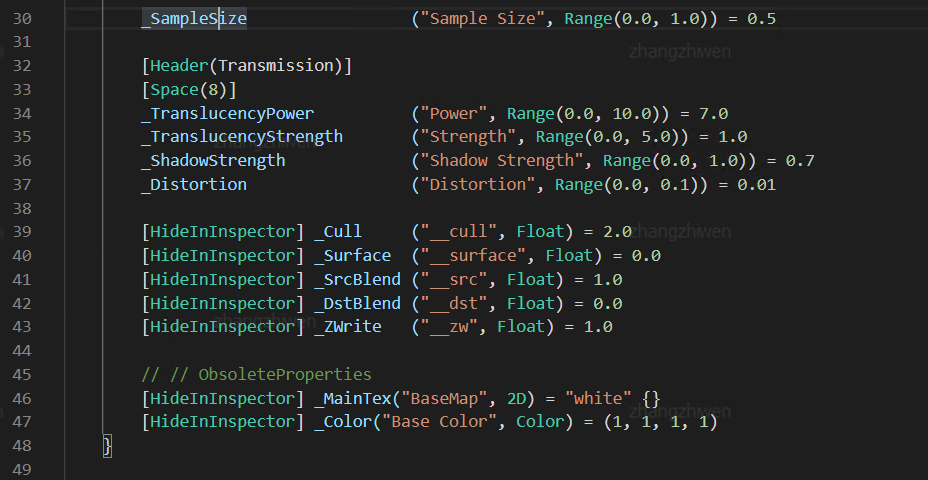 30 _SampleSize ("Sample Size", Range(0.0, 1.0)) = 0.5
31
32 [Header(Transmission)]
33 [Space(8)]
34 _TranslucencyPower ("Power", Range(0.0, 10.0)) = 7.0
35 _TranslucencyStrength ("Strength", Range(0.0, 5.0)) = 1.0
36 _ShadowStrength ("Shadow Strength", Range(0.0, 1.0)) = 0.7
37 _Distortion ("Distortion", Range(0.0, 0.1)) = 0.01
38
39 [HideInInspector] _Cull ("__cull", Float) = 2.0
40 [HideInInspector] _Surface ("__surface", Float) = 0.0
41 [HideInInspector] _SrcBlend ("__src", Float) = 1.0
42 [HideInInspector] _DstBlend ("__dst", Float) = 0.0
43 [HideInInspector] _ZWrite ("__zw", Float) = 1.0
44
45 // // ObsoleteProperties
46 [HideInInspector] _MainTex("BaseMap", 2D) = "white" {}
47 [HideInInspector] _Color("Base Color", Color) = (1, 1, 1, 1)
48 }
49
zhangzhiwen
zhangzhiwen
zhangzhiwen
zhangzhiwen
zhangzhiwen